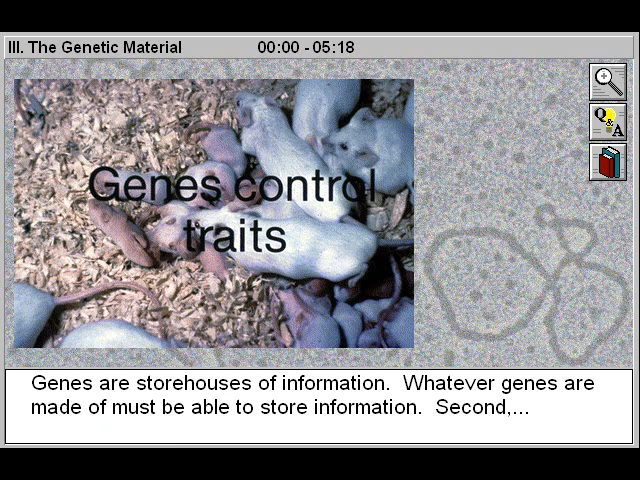 III. The Genetic Material 00:00 - 05:18
Q&A
Genes control
traits
Genes are storehouses of information.  Whatever genes are
made of must be able to store information.  Second,...